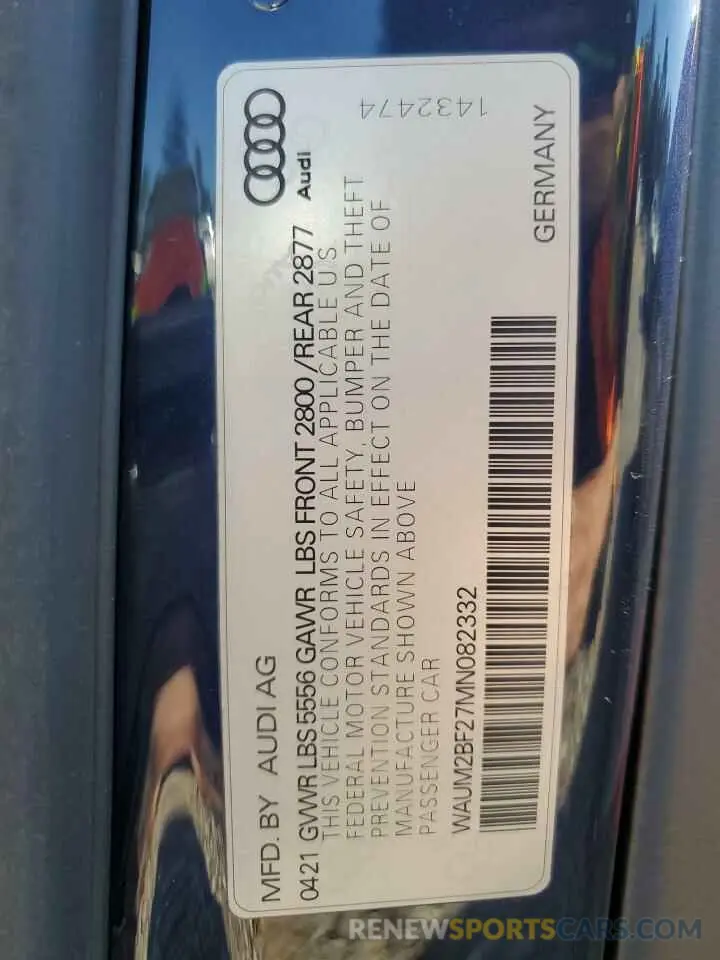 MFD. BY AUDI AG
Audi
0421 GVWR LBS 5556 GAWR LBS FRONT 2800 /REAR 2877
THIS VEHICLE CONFORMS TO ALL APPLICABLE U/S
FEDERAL MOTOR VEHICLE SAFETY, BUMPER AND THEFT
PREVENTION STANDARDS IN EFFECT ON THE DATE OF
MANUFACTURE SHOWN ABOVE
PASSENGER CAR
1432474
WAUM2BF27MN082332
GERMANY
RENEWSPORTSCARS.COM